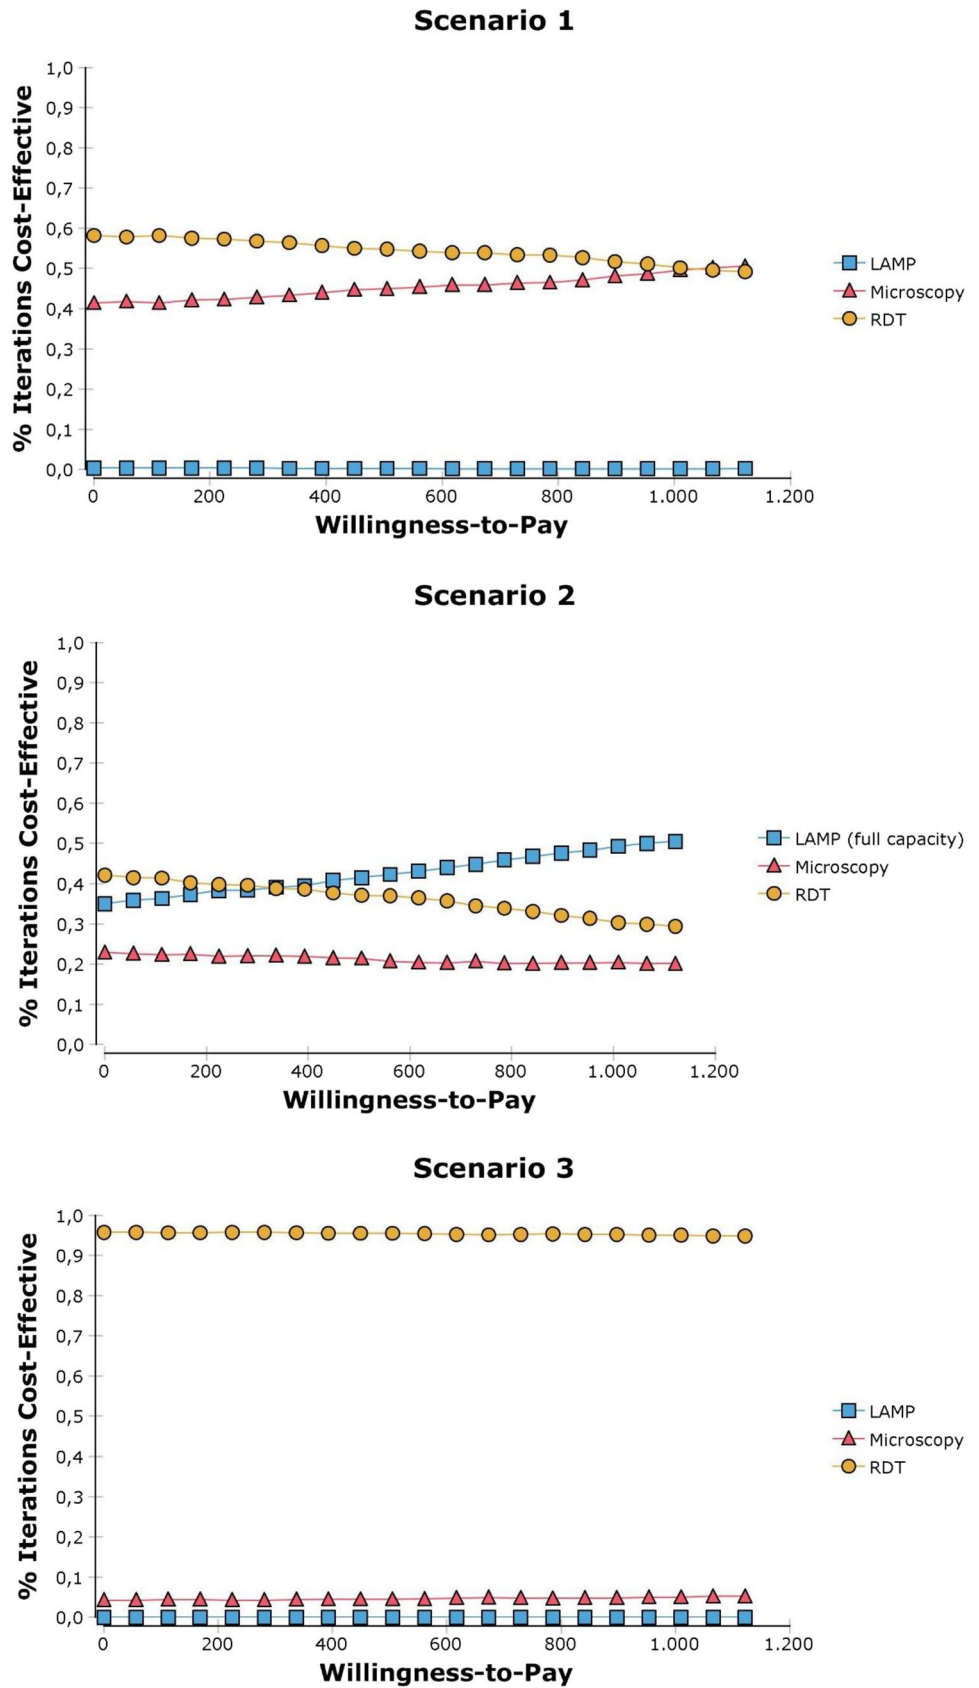 Scenario 1
% Iterations Cost-Effective
1,0
0,9
0,8
0,7
0,6
0,5
0,4
0,3
0,2
0,1
0,0
0 200 400 600 800 1.000 1.200
Willingness-to-Pay
LAMP
Microscopy
RDT
Scenario 2
% Iterations Cost-Effective
1,0
0,9
0,8
0,7
0,6
0,5
0,4
0,3
0,2
0,1
0,0
0 200 400 600 800 1.000 1.200
Willingness-to-Pay
LAMP (full capacity)
Microscopy
RDT
Scenario 3
% Iterations Cost-Effective
1,0
0,9
0,8
0,7
0,6
0,5
0,4
0,3
0,2
0,1
0,0
0 200 400 600 800 1.000 1.200
Willingness-to-Pay
LAMP
Microscopy
RDT